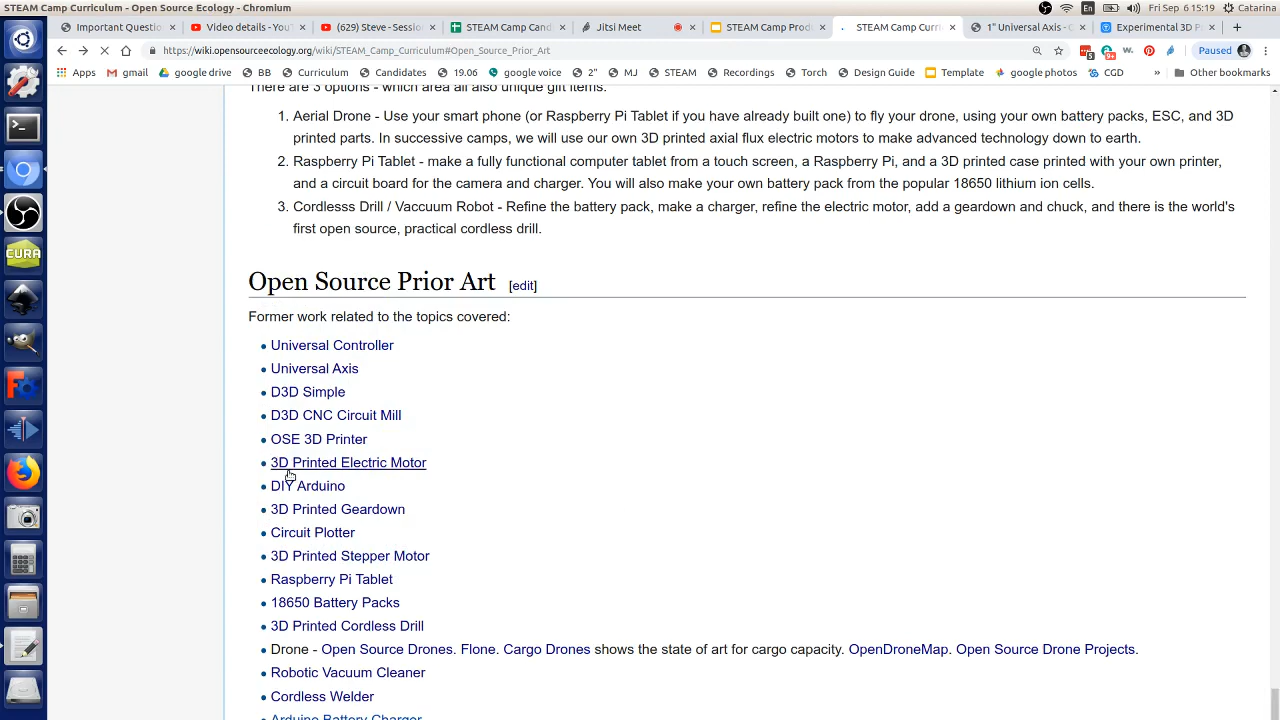 STEAM Camp Curriculum - Open Source Ecology - Chromium
En
Fri Sep 6 15:19
Catarina
Important Questio
Video details - Yo
(629) Steve - Session
STEAM Camp Cand
Jitsi Meet
STEAM Camp Prod
STEAM Camp Curri
1" Universal Axis -
Experimental 3D P
https://wiki.opensourceecology.org/wiki/STEAM_Camp_Curriculum#Open_Source_Prior_Art
Paused
Apps
gmail
google drive
BB
Curriculum
Candidates
19.06
google voice
2"
MJ
STEAM
Recordings
Torch
Design Guide
Template
google photos
CGD
»
Other bookmarks
There are 3 options - which area all also unique gift items.
1. Aerial Drone - Use your smart phone (or Raspberry Pi Tablet if you have already built one) to fly your drone, using your own battery packs, ESC, and 3D
printed parts. In successive camps, we will use our own 3D printed axial flux electric motors to make advanced technology down to earth.
2. Raspberry Pi Tablet - make a fully functional computer tablet from a touch screen, a Raspberry Pi, and a 3D printed case printed with your own printer,
and a circuit board for the camera and charger. You will also make your own battery pack from the popular 18650 lithium ion cells.
3. Cordlesss Drill / Vaccuum Robot - Refine the battery pack, make a charger, refine the electric motor, add a geardown and chuck, and there is the world's
first open source, practical cordless drill.
Open Source Prior Art [edit]
Former work related to the topics covered:
Universal Controller
Universal Axis
D3D Simple
D3D CNC Circuit Mill
OSE 3D Printer
3D Printed Electric Motor
DIY Arduino
3D Printed Geardown
Circuit Plotter
3D Printed Stepper Motor
Raspberry Pi Tablet
18650 Battery Packs
3D Printed Cordless Drill
Drone - Open Source Drones. Flone. Cargo Drones shows the state of art for cargo capacity. OpenDroneMap. Open Source Drone Projects.
Robotic Vacuum Cleaner
Cordless Welder
Arduino Battery Charger
CURA